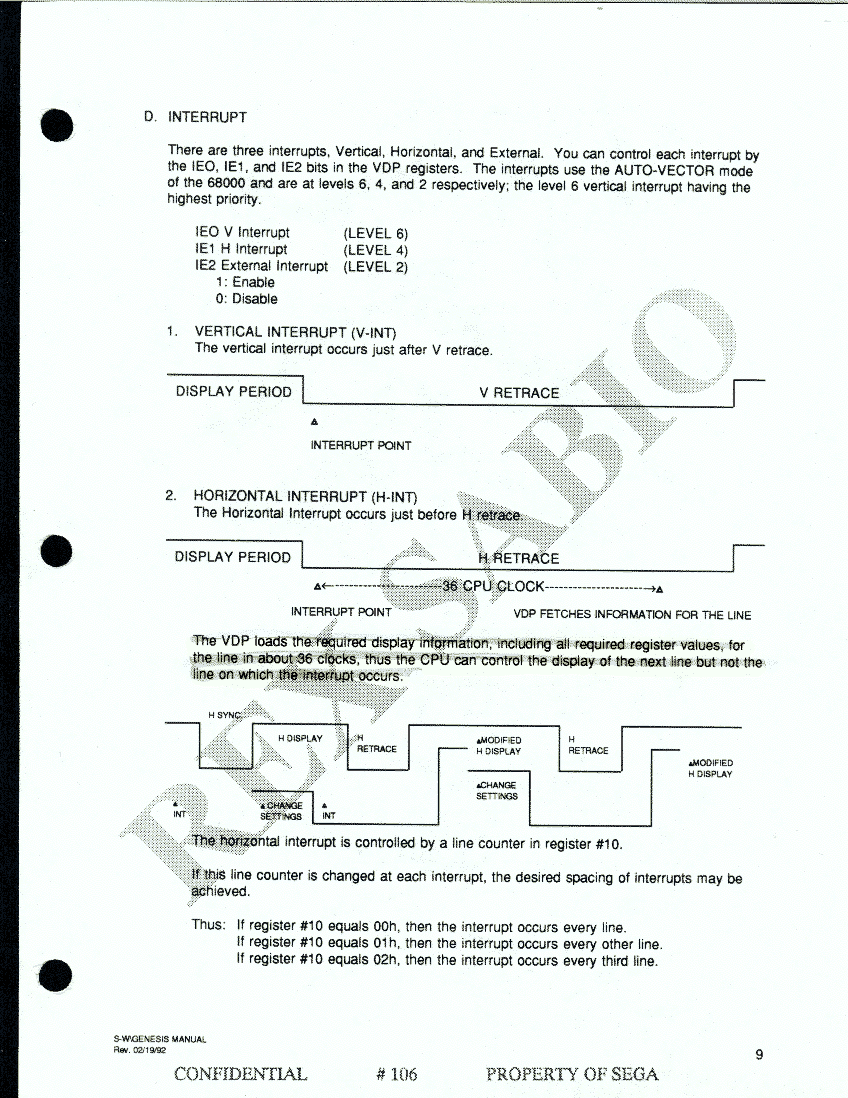 D. INTERRUPT
There are three interrupts, Vertical, Horizontal, and External. You can control each interrupt by
the IEO, IE1, and IE2 bits in the VDP registers. The interrupts use the AUTO-VECTOR mode
of the 68000 and are at levels 6, 4, and 2 respectively; the level 6 vertical interrupt having the
highest priority.
IEO V Interrupt (LEVEL 6)
IE1 H Interrupt (LEVEL 4)
IE2 External Interrupt (LEVEL 2)
1: Enable
0: Disable
1. VERTICAL INTERRUPT (V-INT)
The vertical interrupt occurs just after V retrace.
DISPLAY PERIOD V RETRACE
INTERRUPT POINT
2. HORIZONTAL INTERRUPT (H-INT)
The Horizontal Interrupt occurs just before H retrace.
DISPLAY PERIOD H RETRACE
36 CPU CLOCK
INTERRUPT POINT VDP FETCHES INFORMATION FOR THE LINE
The VDP loads the required display information, including all required register values, for
the line in about 36 clocks, thus the CPU can control the display of the next line but not the
line on which the interrupt occurs.
H SYNC
H DISPLAY
H
RETRACE
▲MODIFIED
H DISPLAY
H
RETRACE
▲MODIFIED
H DISPLAY
▲
INT
▲CHANGE
SETTINGS
▲
INT
▲CHANGE
SETTINGS
The horizontal interrupt is controlled by a line counter in register #10.
If this line counter is changed at each interrupt, the desired spacing of interrupts may be
achieved.
Thus: If register #10 equals 00h, then the interrupt occurs every line.
If register #10 equals 01h, then the interrupt occurs every other line.
If register #10 equals 02h, then the interrupt occurs every third line.
S-W\GENESIS MANUAL
Rev. 02/19/92
9
CONFIDENTIAL # 106 PROPERTY OF SEGA
REX SABIO